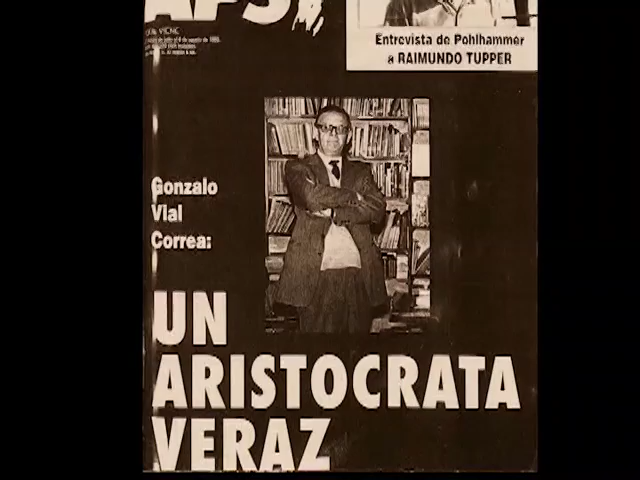 APSI
Entrevista de Pohlhammer
a RAIMUNDO TUPPER
Gonzalo
Vial
Correa:
UN
ARISTOCRATA
VERAZ